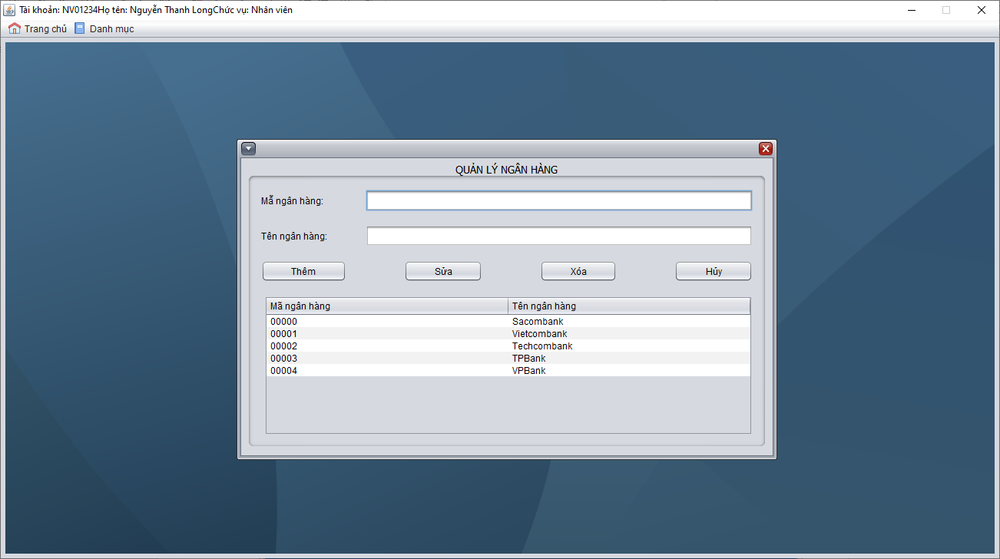 Tài khoản: NV01234Họ tên: Nguyễn Thanh LongChức vụ: Nhân viên
Trang chủ Danh mục
QUẢN LÝ NGÂN HÀNG
Mẫ ngân hàng:
Tên ngân hàng:
Thêm Sửa Xóa Hủy
Mã ngân hàng Tên ngân hàng
00000 Sacombank
00001 Vietcombank
00002 Techcombank
00003 TPBank
00004 VPBank